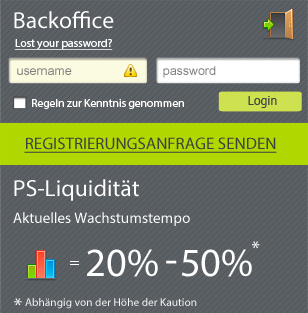 Backoffice
Lost your password?
username
password
Regeln zur Kenntnis genommen
Login
REGISTRIERUNGSANFRAGE SENDEN
PS-Liquidität
Aktuelles Wachstumstempo
= 20% - 50%*
* Abhängig von der Höhe der Kaution